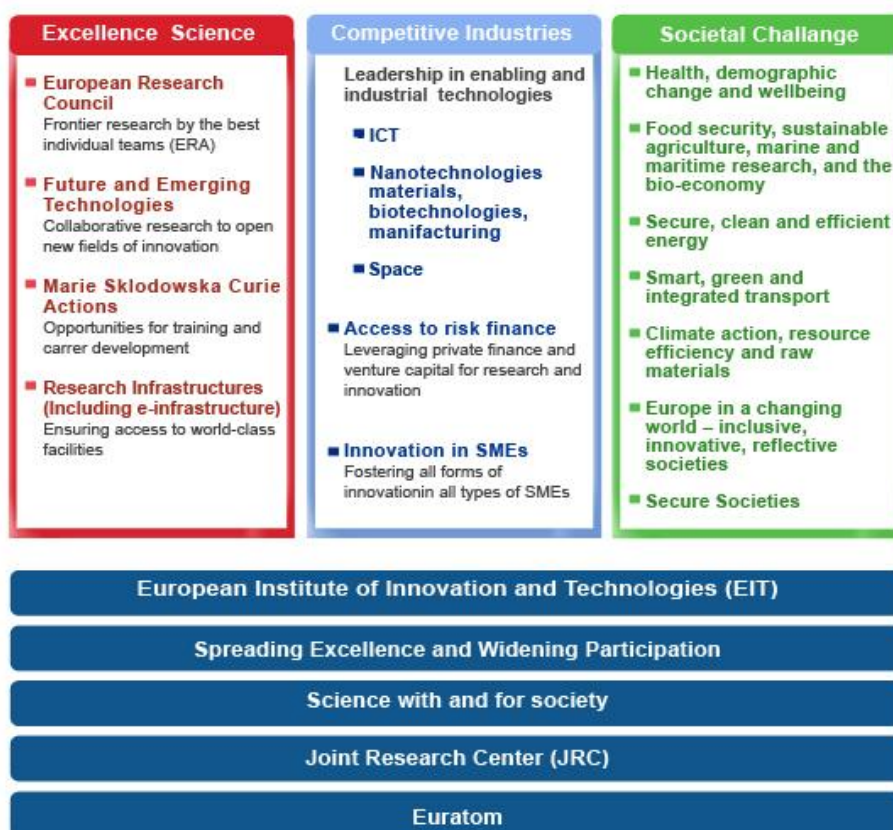 Excellence Science
European Research
Council
Frontier research by the best
individual teams (ERA)
Future and Emerging
Technologies
Collaborative research to open
new fields of innovation
Marie Sklodowska Curie
Actions
Opportunities for training and
carrer development
Research Infrastructures
(Including e-infrastructure)
Ensuring access to world-class
facilities
Competitive Industries
Leadership in enabling and
industrial technologies
ICT
Nanotechnologies
materials,
biotechnologies,
manifacturing
Space
Access to risk finance
Leveraging private finance and
venture capital for research and
innovation
Innovation in SMEs
Fostering all forms of
innovationin all types of SMEs
Societal Challange
Health, demographic
change and wellbeing
Food security, sustainable
agriculture, marine and
maritime research, and the
bio-economy
Secure, clean and efficient
energy
Smart, green and
integrated transport
Climate action, resource
efficiency and raw
materials
Europe in a changing
world – inclusive,
innovative, reflective
societies
Secure Societies
European Institute of Innovation and Technologies (EIT)
Spreading Excellence and Widening Participation
Science with and for society
Joint Research Center (JRC)
Euratom